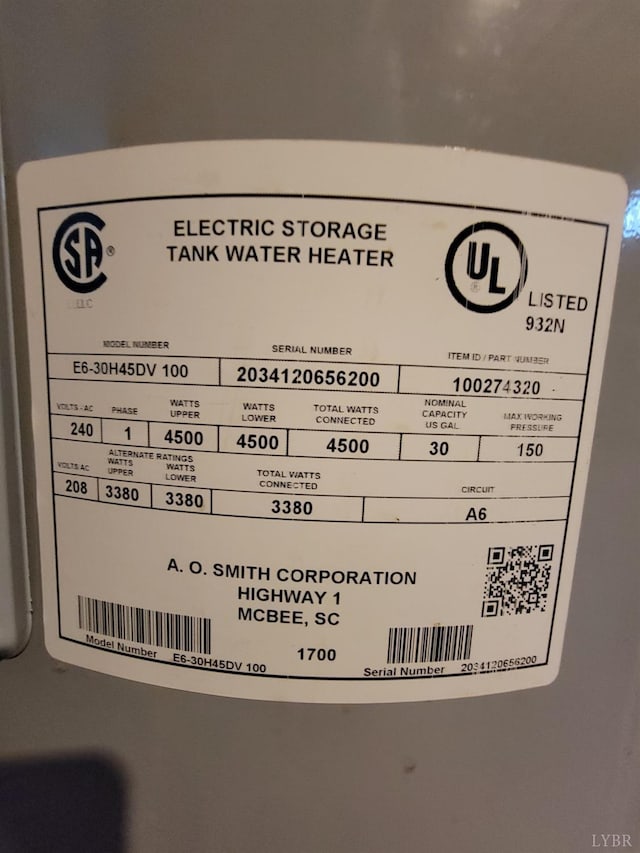 SA ®
ELECTRIC STORAGE
TANK WATER HEATER
UL ®
LISTED
932N
MODEL NUMBER SERIAL NUMBER ITEM ID / PART NUMBER
E6-30H45DV 100 2034120656200 100274320
VOLTS - AC PHASE WATTS UPPER WATTS LOWER TOTAL WATTS CONNECTED NOMINAL CAPACITY US GAL MAX WORKING PRESSURE
240 1 4500 4500 4500 30 150
ALTERNATE RATINGS
VOLTS AC WATTS UPPER WATTS LOWER TOTAL WATTS CONNECTED CIRCUIT
208 3380 3380 3380 A6
A. O. SMITH CORPORATION
HIGHWAY 1
MCBEE, SC
1700
Model Number E6-30H45DV 100
Serial Number 2034120656200
LYBR